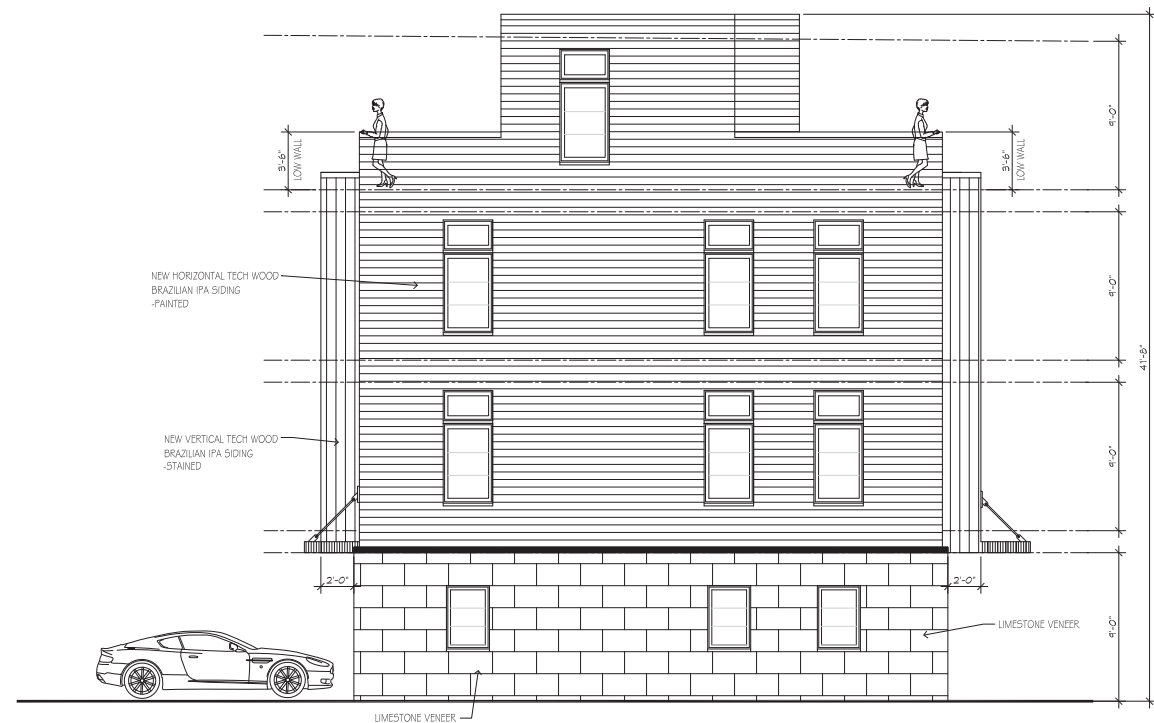 9'-0"
3'-6"
LOW WALL
3'-6"
LOW WALL
NEW HORIZONTAL TECH WOOD
BRAZILIAN IPA SIDING
-PAINTED
9'-0"
41'-8"
NEW VERTICAL TECH WOOD
BRAZILIAN IPA SIDING
-STAINED
9'-0"
2'-0"
2'-0"
LIMESTONE VENEER
9'-0"
LIMESTONE VENEER